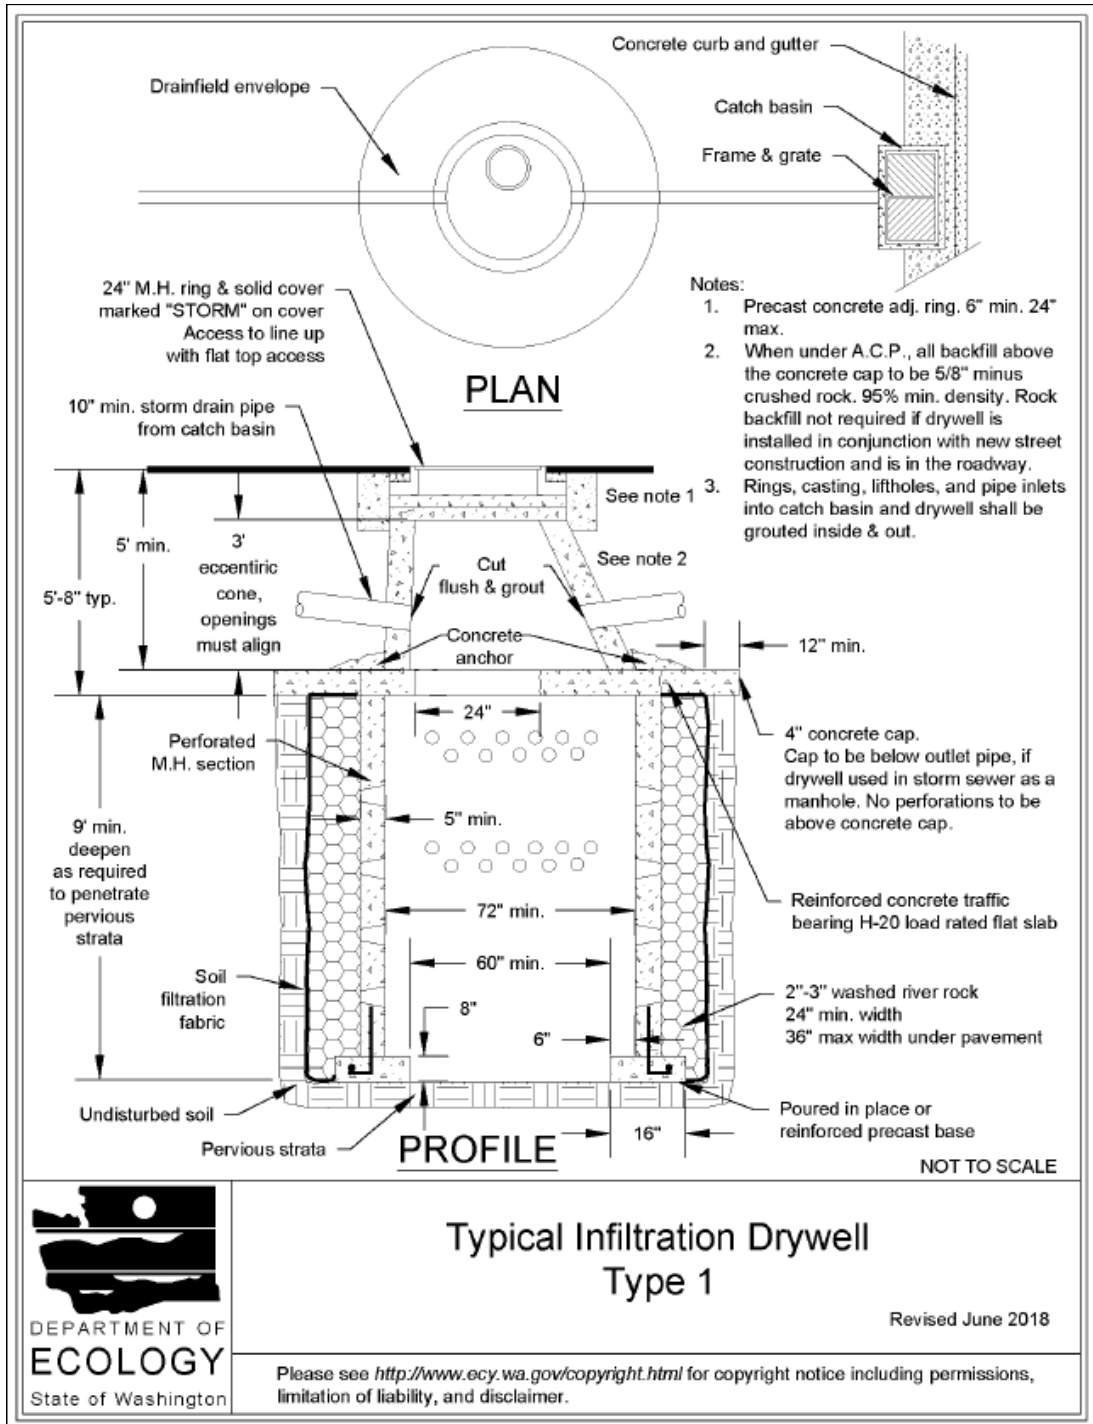 Concrete curb and gutter
Drainfield envelope
Catch basin
Frame & grate
24" M.H. ring & solid cover
marked "STORM" on cover
Access to line up
with flat top access
PLAN
10" min. storm drain pipe
from catch basin
Notes:
1. Precast concrete adj. ring. 6" min. 24"
max.
2. When under A.C.P., all backfill above
the concrete cap to be 5/8" minus
crushed rock. 95% min. density. Rock
backfill not required if drywell is
installed in conjunction with new street
construction and is in the roadway.
3. Rings, casting, liftholes, and pipe inlets
into catch basin and drywell shall be
grouted inside & out.
See note 1
5' min.
3'
eccentiric
cone,
openings
must align
5'-8" typ.
Cut
flush & grout
See note 2
Concrete
anchor
12" min.
24"
Perforated
M.H. section
4" concrete cap.
Cap to be below outlet pipe, if
drywell used in storm sewer as a
manhole. No perforations to be
above concrete cap.
5" min.
9' min.
deepen
as required
to penetrate
pervious
strata
72" min.
Reinforced concrete traffic
bearing H-20 load rated flat slab
60" min.
Soil
filtration
fabric
8"
6"
2"-3" washed river rock
24" min. width
36" max width under pavement
Undisturbed soil
Pervious strata
16"
Poured in place or
reinforced precast base
PROFILE
NOT TO SCALE
DEPARTMENT OF
ECOLOGY
State of Washington
Typical Infiltration Drywell
Type 1
Revised June 2018
Please see http://www.ecy.wa.gov/copyright.html for copyright notice including permissions,
limitation of liability, and disclaimer.